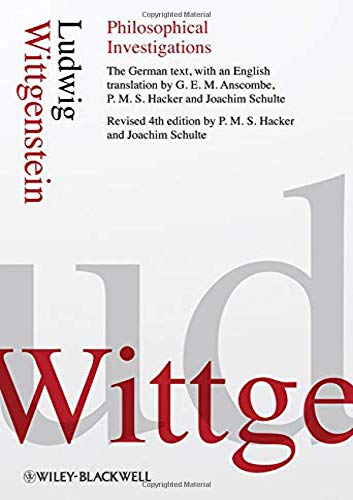 Ludwig
Wittgenstein
Philosophical
Investigations
The German text, with an English
translation by G. E. M. Anscombe,
P. M. S. Hacker and Joachim Schulte
Revised 4th edition by P. M. S. Hacker
and Joachim Schulte
ud
Wittge
WILEY-BLACKWELL